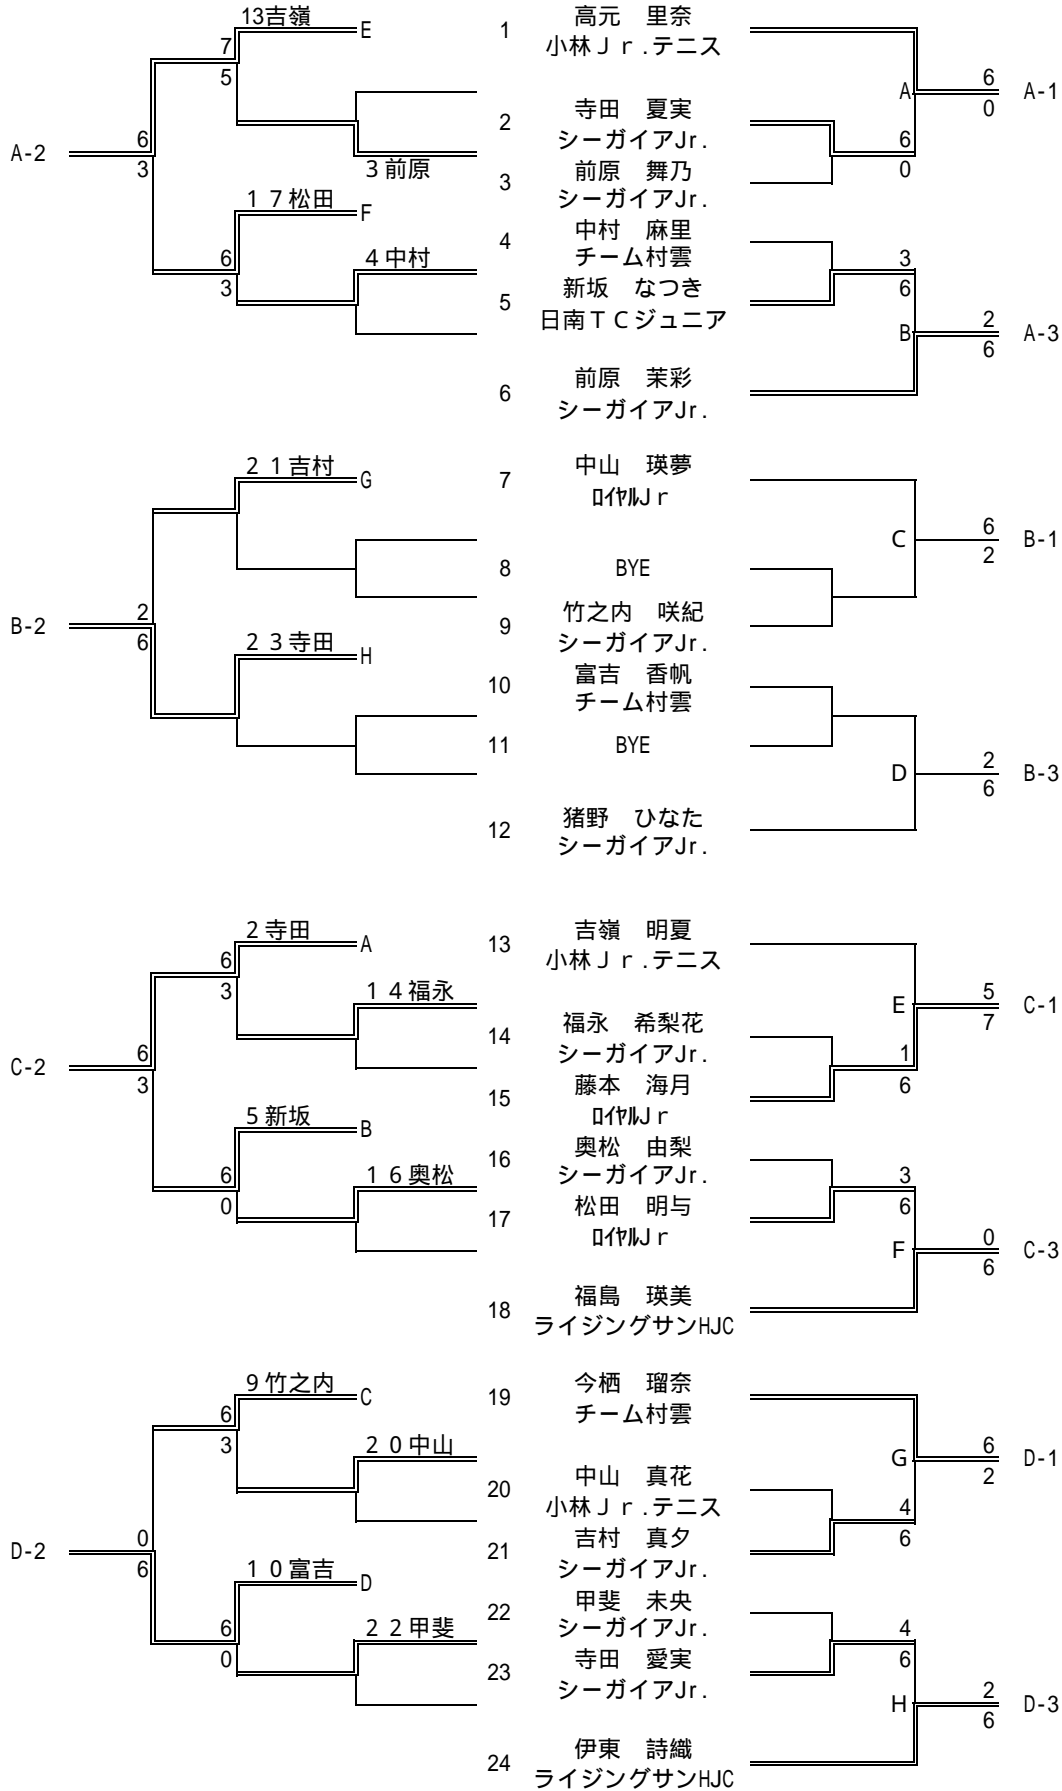 13吉嶺
E
7
5
6
3
A-2
3 前原
1 7 松田
F
6
3
4 中村
1
高元　里奈
小林Ｊｒ.テニス
2
寺田　夏実
シーガイアJr.
3
前原　舞乃
シーガイアJr.
4
中村　麻里
チーム村雲
5
新坂　なつき
日南ＴＣジュニア
6
前原　茉彩
シーガイアJr.
A
6
0
6
0
A-1
3
6
B
2
6
A-3
2 1 吉村
G
2
6
B-2
2 3 寺田
H
7
中山　瑛夢
ﾛｲﾔﾙJｒ
8
BYE
9
竹之内　咲紀
シーガイアJr.
10
富吉　香帆
チーム村雲
11
BYE
12
猪野　ひなた
シーガイアJr.
C
6
2
B-1
D
2
6
B-3
2 寺田
A
6
3
1 4 福永
6
3
C-2
5 新坂
B
6
0
1 6 奥松
13
吉嶺　明夏
小林Ｊｒ.テニス
14
福永　希梨花
シーガイアJr.
15
藤本　海月
ﾛｲﾔﾙJｒ
16
奥松　由梨
シーガイアJr.
17
松田　明与
ﾛｲﾔﾙJｒ
18
福島　瑛美
ライジングサンHJC
E
5
7
C-1
1
6
3
6
F
0
6
C-3
9 竹之内
C
6
3
2 0 中山
0
6
D-2
1 0 富吉
D
6
0
2 2 甲斐
19
今栖　瑠奈
チーム村雲
20
中山　真花
小林Ｊｒ.テニス
21
吉村　真夕
シーガイアJr.
22
甲斐　未央
シーガイアJr.
23
寺田　愛実
シーガイアJr.
24
伊東　詩織
ライジングサンHJC
G
6
2
D-1
4
6
4
6
H
2
6
D-3